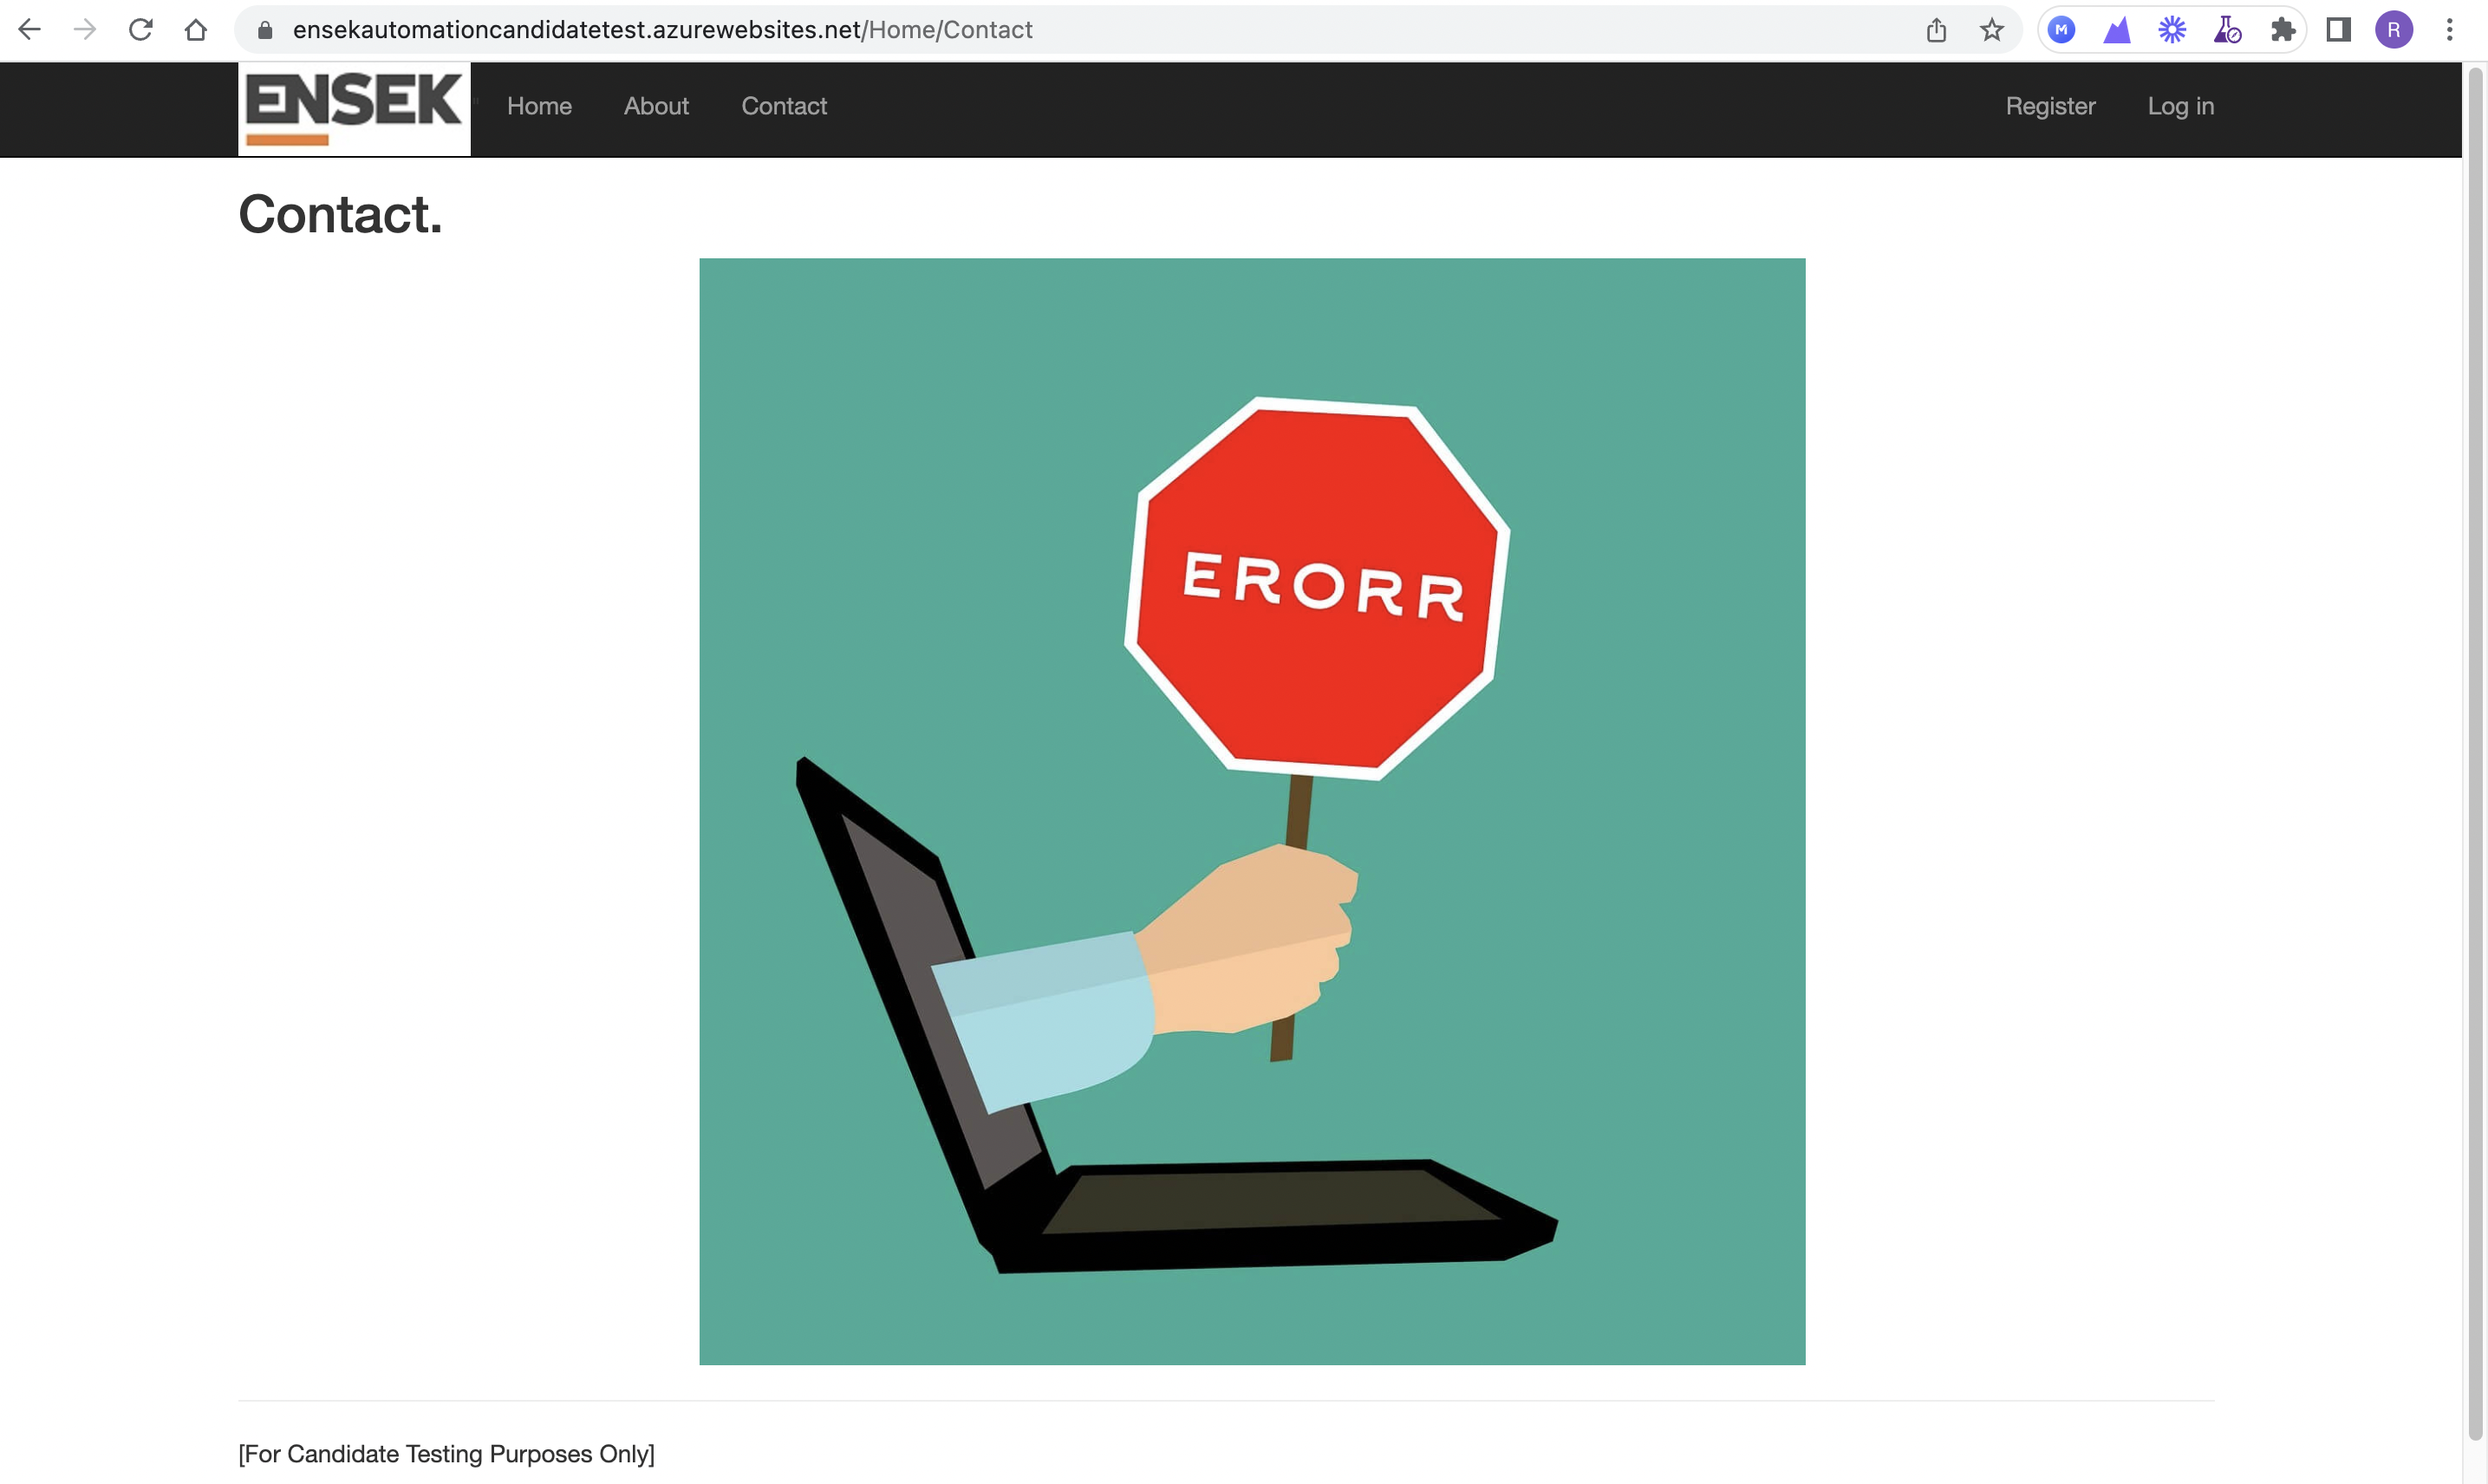 ensekautomationcandidatetest.azurewebsites.net/Home/Contact
M
R
ENSEK
" Home About Contact Register Log in
Contact.
ERORR
[For Candidate Testing Purposes Only]